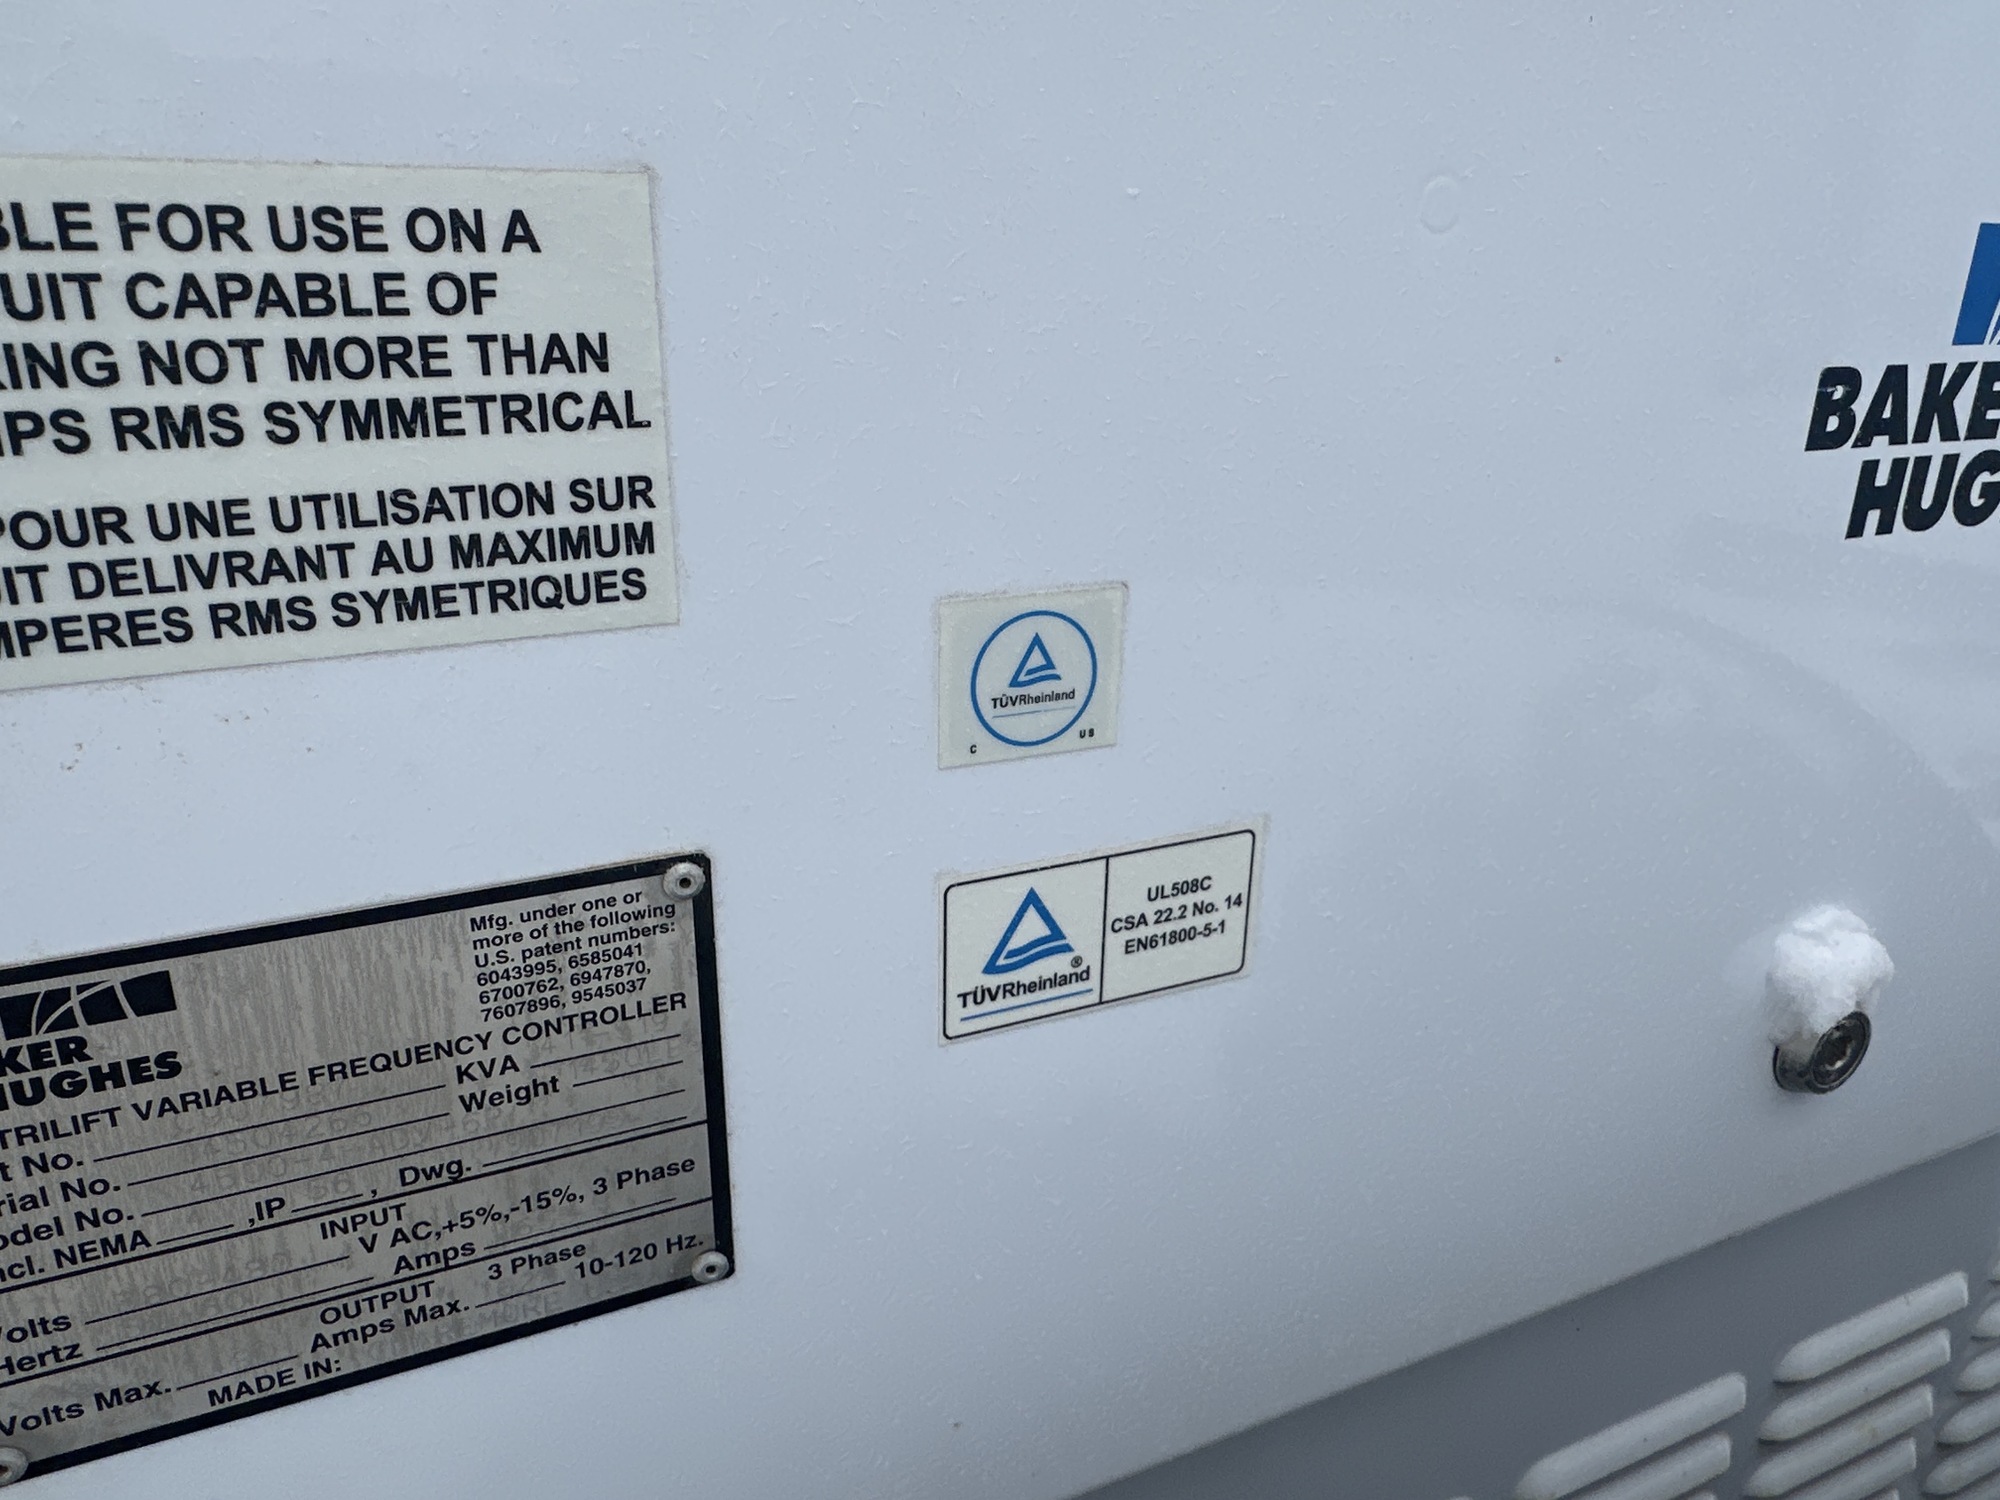 BLE FOR USE ON A
UIT CAPABLE OF
ING NOT MORE THAN
MPS RMS SYMMETRICAL
POUR UNE UTILISATION SUR
IT DELIVRANT AU MAXIMUM
MPERES RMS SYMETRIQUES
BAKE
HUG
TÜVRheinland
C US
TÜVRheinland®
UL508C
CSA 22.2 No. 14
EN61800-5-1
Mfg. under one or
more of the following
U.S. patent numbers:
6043995, 6585041
6700762, 6947870,
7607896, 9545037
KER
HUGHES
TRILIFT VARIABLE FREQUENCY CONTROLLER
t No. KVA
rial No. Weight
odel No.
ncl. NEMA ,IP 56 , Dwg.
INPUT
Volts V AC,+5%,-15%, 3 Phase
Hertz Amps
OUTPUT 3 Phase
Volts Max. Amps Max. 10-120 Hz.
MADE IN: